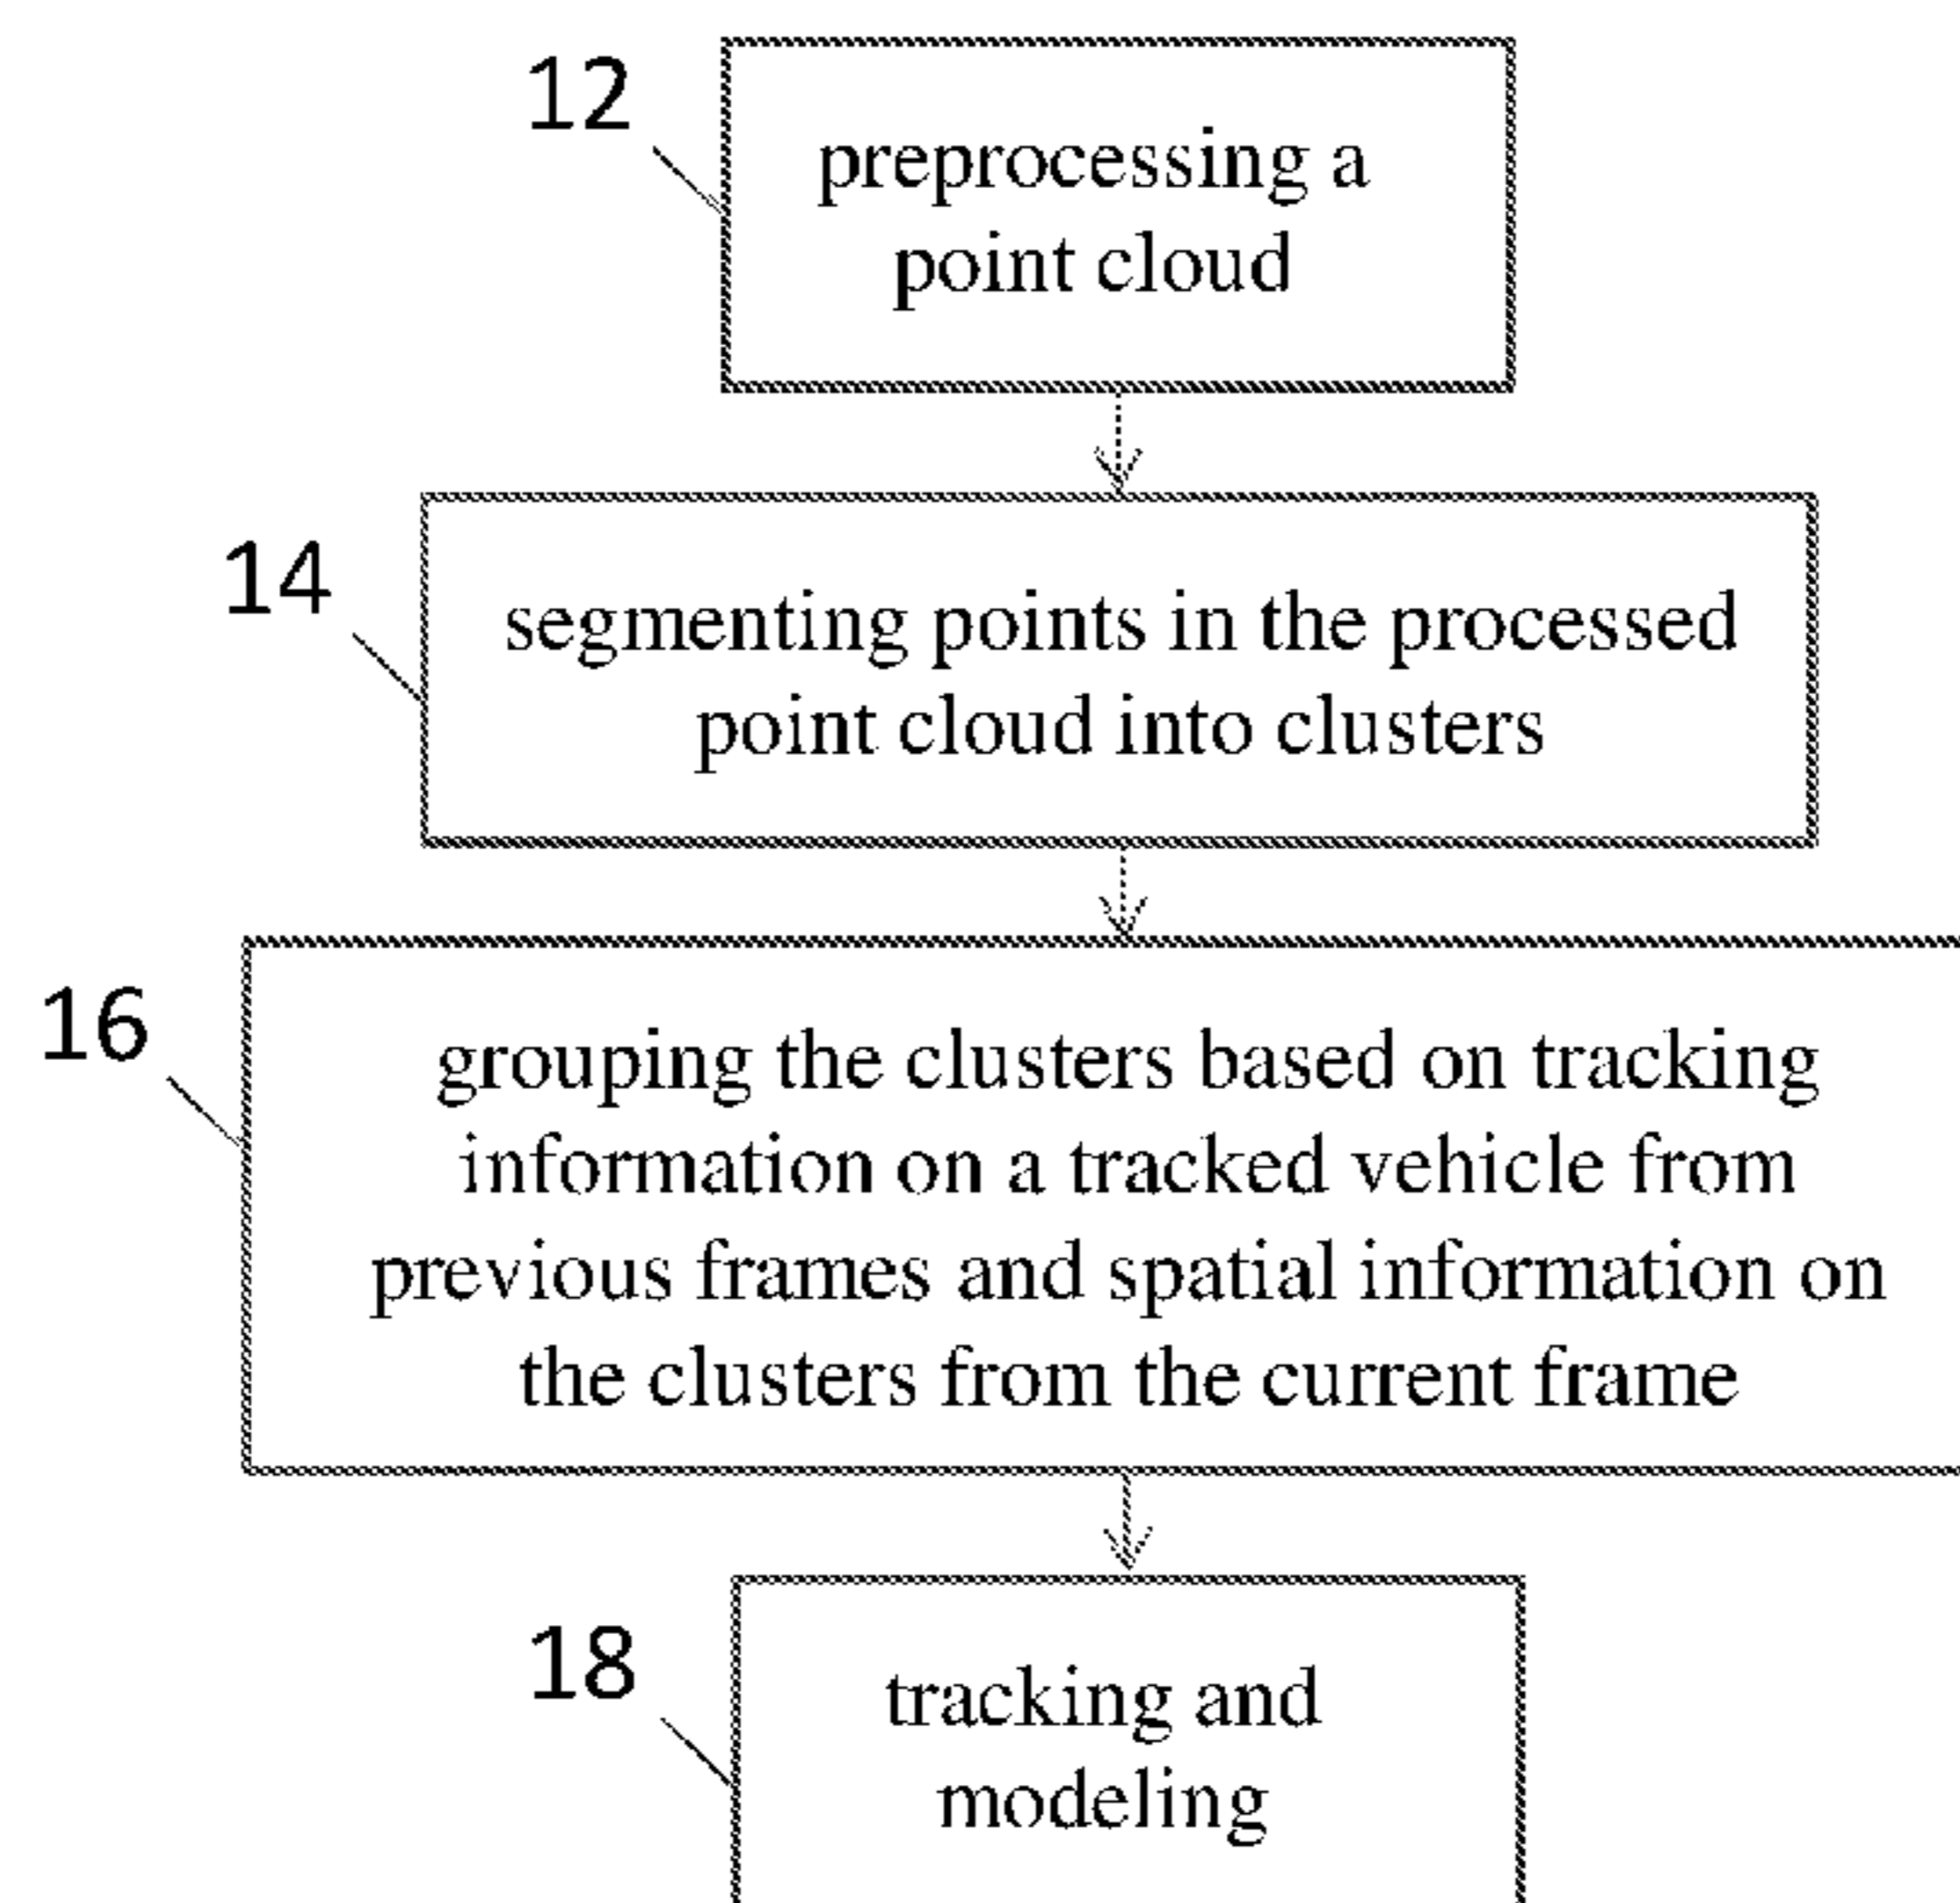 12
preprocessing a
point cloud
14
segmenting points in the processed
point cloud into clusters
16
grouping the clusters based on tracking
information on a tracked vehicle from
previous frames and spatial information on
the clusters from the current frame
18
tracking and
modeling